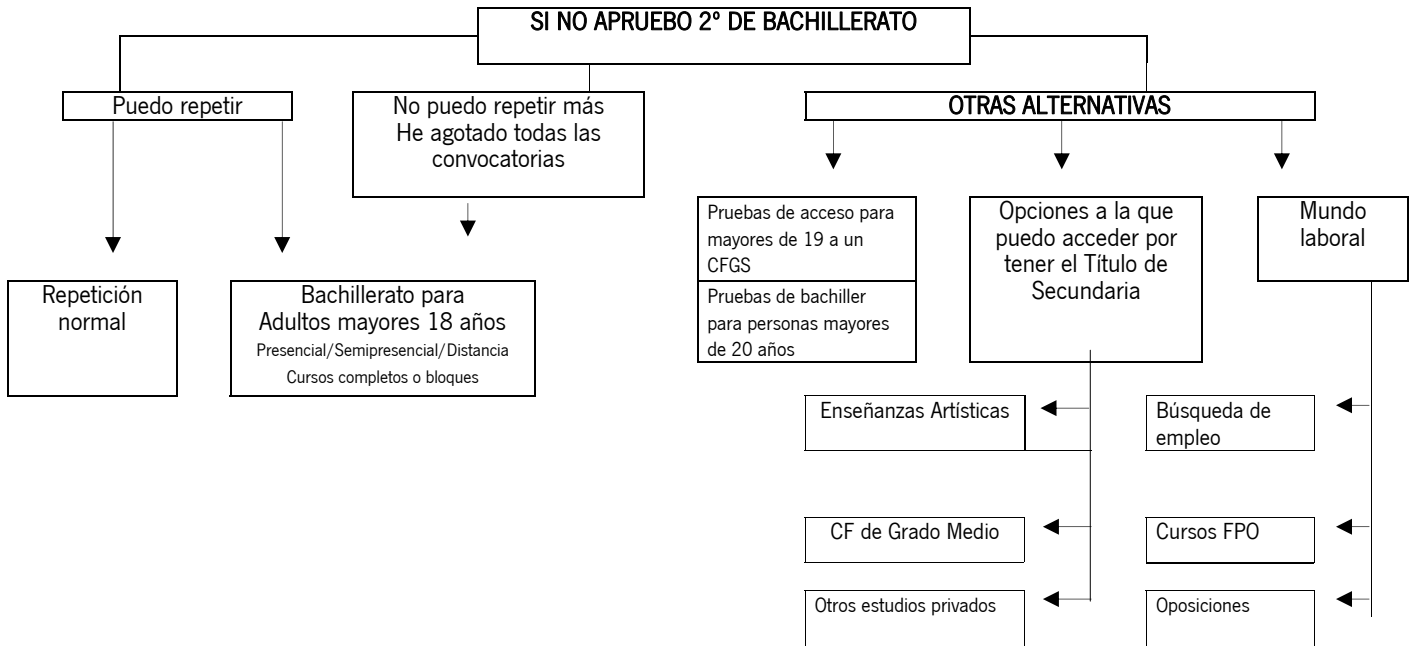 SI NO APRUEBO 2º DE BACHILLERATO
Puedo repetir
No puedo repetir más
He agotado todas las
convocatorias
OTRAS ALTERNATIVAS
Repetición
normal
Bachillerato para
Adultos mayores 18 años
Presencial/Semipresencial/Distancia
Cursos completos o bloques
Pruebas de acceso para
mayores de 19 a un
CFGS
Pruebas de bachiller
para personas mayores
de 20 años
Opciones a la que
puedo acceder por
tener el Título de
Secundaria
Mundo
laboral
Enseñanzas Artísticas
CF de Grado Medio
Otros estudios privados
Búsqueda de
empleo
Cursos FPO
Oposiciones